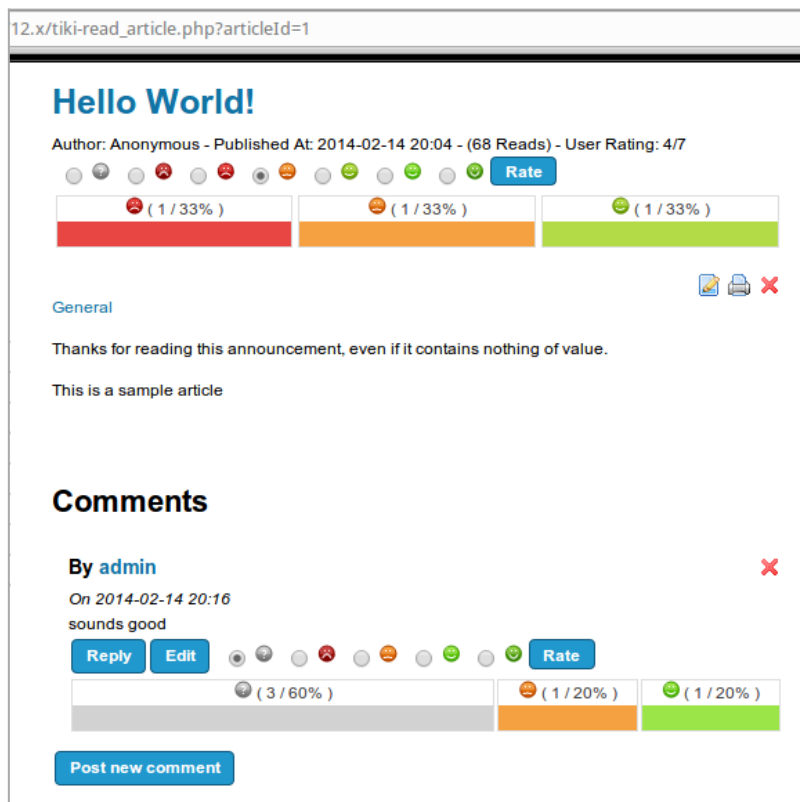 12.x/tiki-read_article.php?articleId=1
Hello World!
Author: Anonymous - Published At: 2014-02-14 20:04 - (68 Reads) - User Rating: 4/7
Rate
( 1 / 33% ) ( 1 / 33% ) ( 1 / 33% )
General
Thanks for reading this announcement, even if it contains nothing of value.
This is a sample article
Comments
By admin
On 2014-02-14 20:16
sounds good
Reply Edit Rate
( 3 / 60% ) ( 1 / 20% ) ( 1 / 20% )
Post new comment